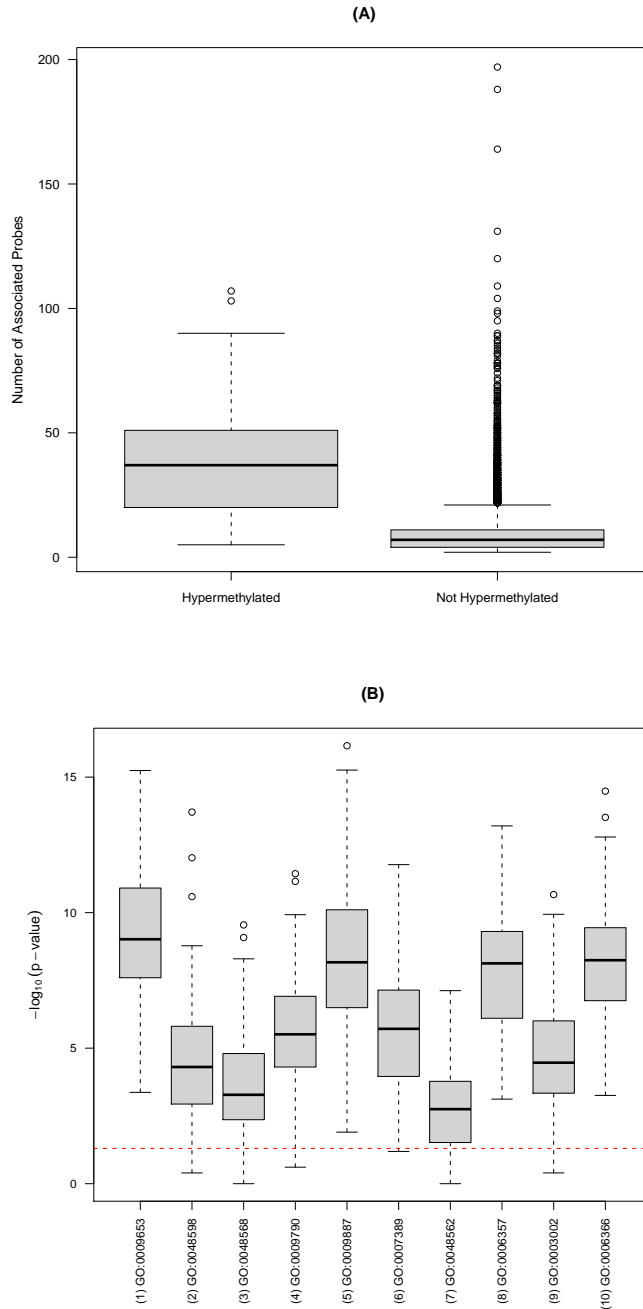 (A)
200
150
100
50
0
Number of Associated Probes
Hypermethylated
Not Hypermethylated
(B)
15
10
5
0
−log10 (p − value)
(1) GO:0009653
(2) GO:0048598
(3) GO:0048568
(4) GO:0009790
(5) GO:0009887
(6) GO:0007389
(7) GO:0048562
(8) GO:0006357
(9) GO:0003002
(10) GO:0006366